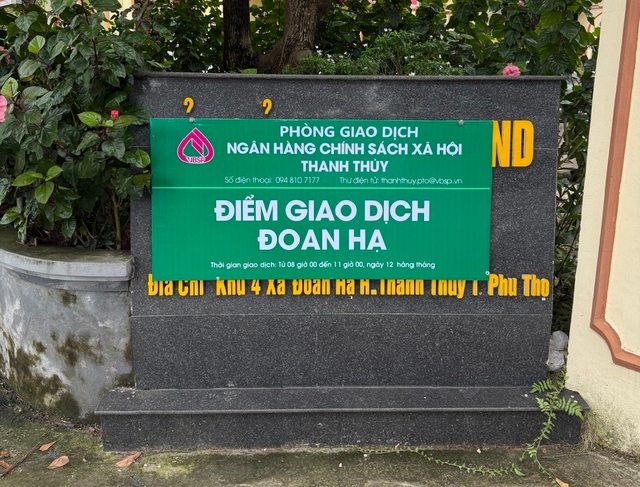 ND
PHÒNG GIAO DỊCH
NGÂN HÀNG CHÍNH SÁCH XÃ HỘI
THANH THỦY
VBSP
Số điện thoại: 094 810 7177 Thư điện tử: thanhthuy.pto@vbsp.vn
ĐIỂM GIAO DỊCH
ĐOAN HẠ
Thời gian giao dịch: Từ 08 giờ 00 đến 11 giờ 00, ngày 12 hàng tháng
Địa Chỉ Khu 4 Xã Đoan Hạ H. Thanh Thủy T. Phú Thọ